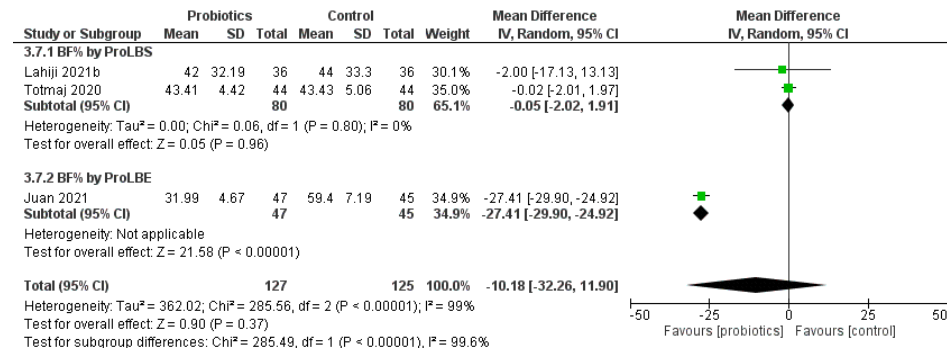 Probiotics Control Mean Difference Mean Difference
Study or Subgroup Mean SD Total Mean SD Total Weight IV, Random, 95% CI IV, Random, 95% CI
3.7.1 BF% by ProLBS
Lahiji 2021b 42 32.19 36 44 33.3 36 30.1% -2.00 [-17.13, 13.13]
Totmaj 2020 43.41 4.42 44 43.43 5.06 44 35.0% -0.02 [-2.01, 1.97]
Subtotal (95% CI) 80 80 65.1% -0.05 [-2.02, 1.91]
Heterogeneity: Tau² = 0.00; Chi² = 0.06, df = 1 (P = 0.80); I² = 0%
Test for overall effect: Z = 0.05 (P = 0.96)
3.7.2 BF% by ProLBE
Juan 2021 31.99 4.67 47 59.4 7.19 45 34.9% -27.41 [-29.90, -24.92]
Subtotal (95% CI) 47 45 34.9% -27.41 [-29.90, -24.92]
Heterogeneity: Not applicable
Test for overall effect: Z = 21.58 (P < 0.00001)
Total (95% CI) 127 125 100.0% -10.18 [-32.26, 11.90]
Heterogeneity: Tau² = 362.02; Chi² = 285.56, df = 2 (P < 0.00001); I² = 99%
Test for overall effect: Z = 0.90 (P = 0.37)
Test for subgroup differences: Chi² = 285.49, df = 1 (P < 0.00001), I² = 99.6%
-50 -25 0 25 50
Favours [probiotics] Favours [control]